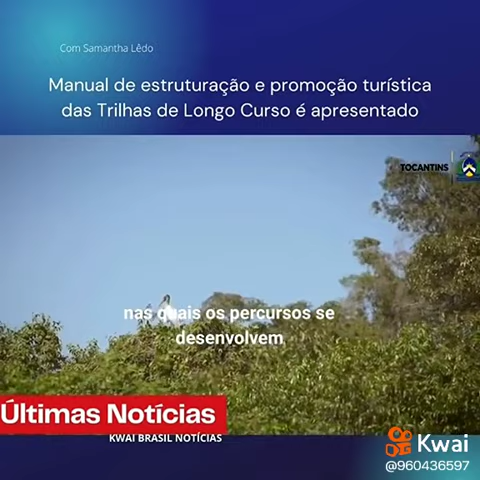 Com Samantha Lêdo
Manual de estruturação e promoção turística
das Trilhas de Longo Curso é apresentado
TOCANTINS
nas quais os percursos se
desenvolvem
Últimas Notícias
KWAI BRASIL NOTÍCIAS
Kwai
@960436597